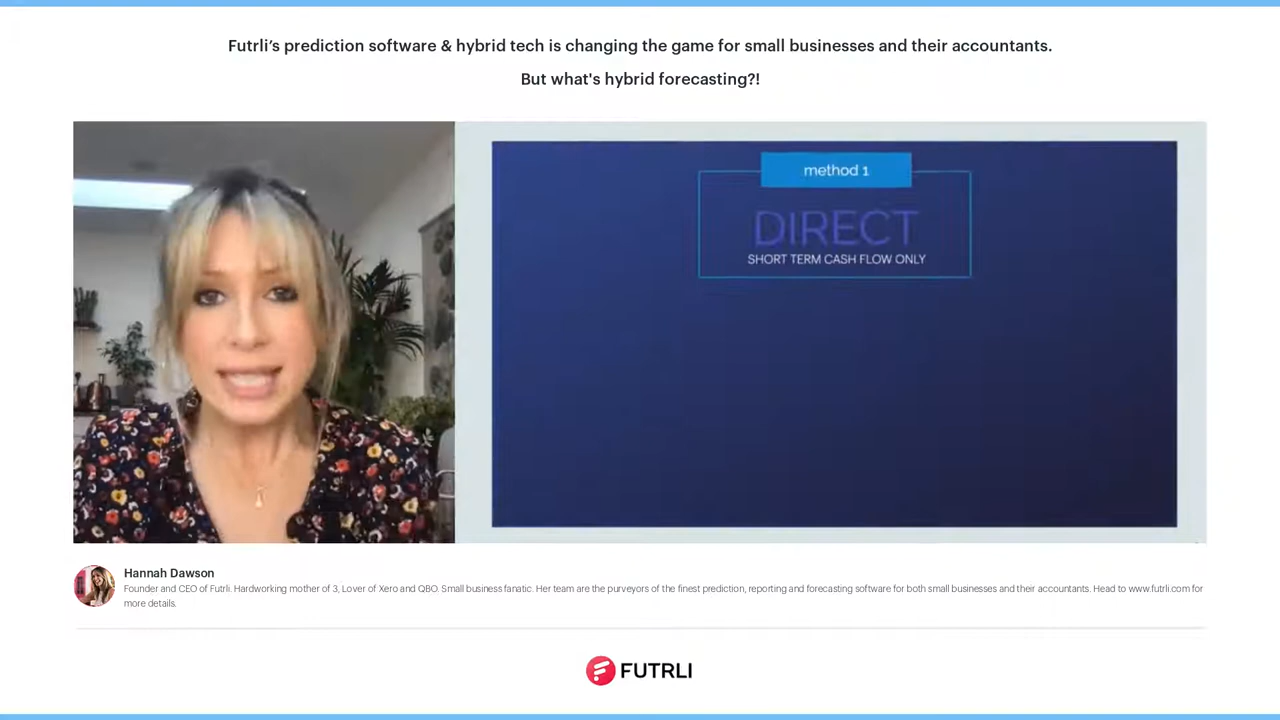 Futrli’s prediction software & hybrid tech is changing the game for small businesses and their accountants.
But what's hybrid forecasting?!
method 1
DIRECT
SHORT TERM CASH FLOW ONLY
Hannah Dawson
Founder and CEO of Futrli. Hardworking mother of 3, Lover of Xero and QBO. Small business fanatic. Her team are the purveyors of the finest prediction, reporting and forecasting software for both small businesses and their accountants. Head to www.futrli.com for
more details.
FUTRLI